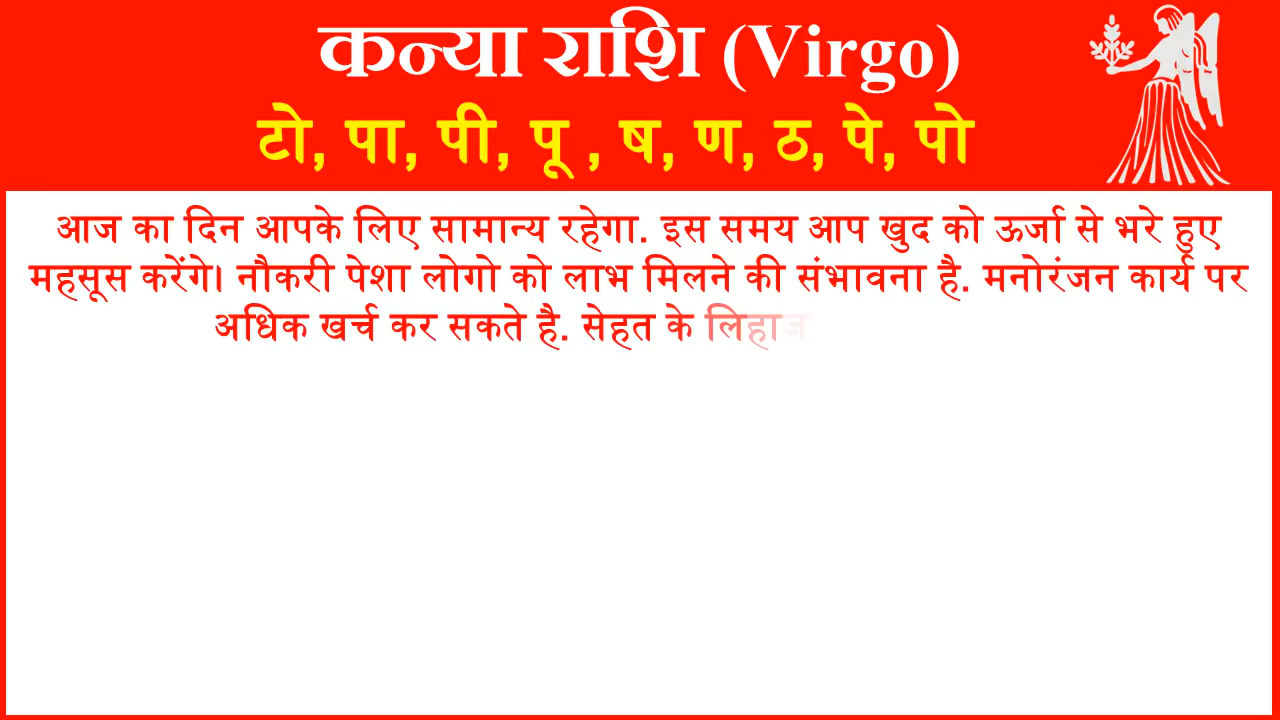 कन्या राशि (Virgo)
टो, पा, पी, पू , ष, ण, ठ, पे, पो
आज का दिन आपके लिए सामान्य रहेगा. इस समय आप खुद को ऊर्जा से भरे हुए
महसूस करेंगे। नौकरी पेशा लोगो को लाभ मिलने की संभावना है. मनोरंजन कार्य पर
अधिक खर्च कर सकते है. सेहत के लिहाज